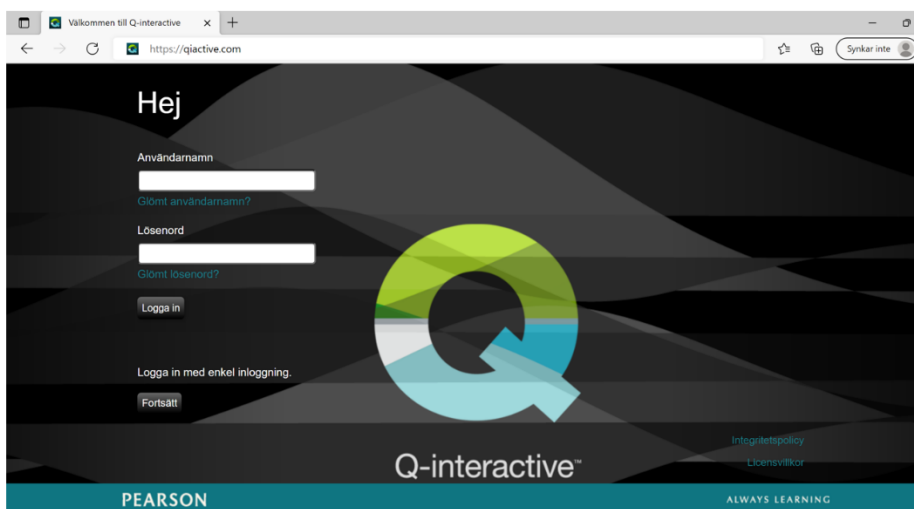 Välkommen till Q-interactive
https://qiactive.com
Synkar inte
Hej
Användarnamn
Glömt användarnamn?
Lösenord
Glömt lösenord?
Logga in
Logga in med enkel inloggning.
Fortsätt
Integritetspolicy
Licensvillkor
Q-interactive™
PEARSON
ALWAYS LEARNING